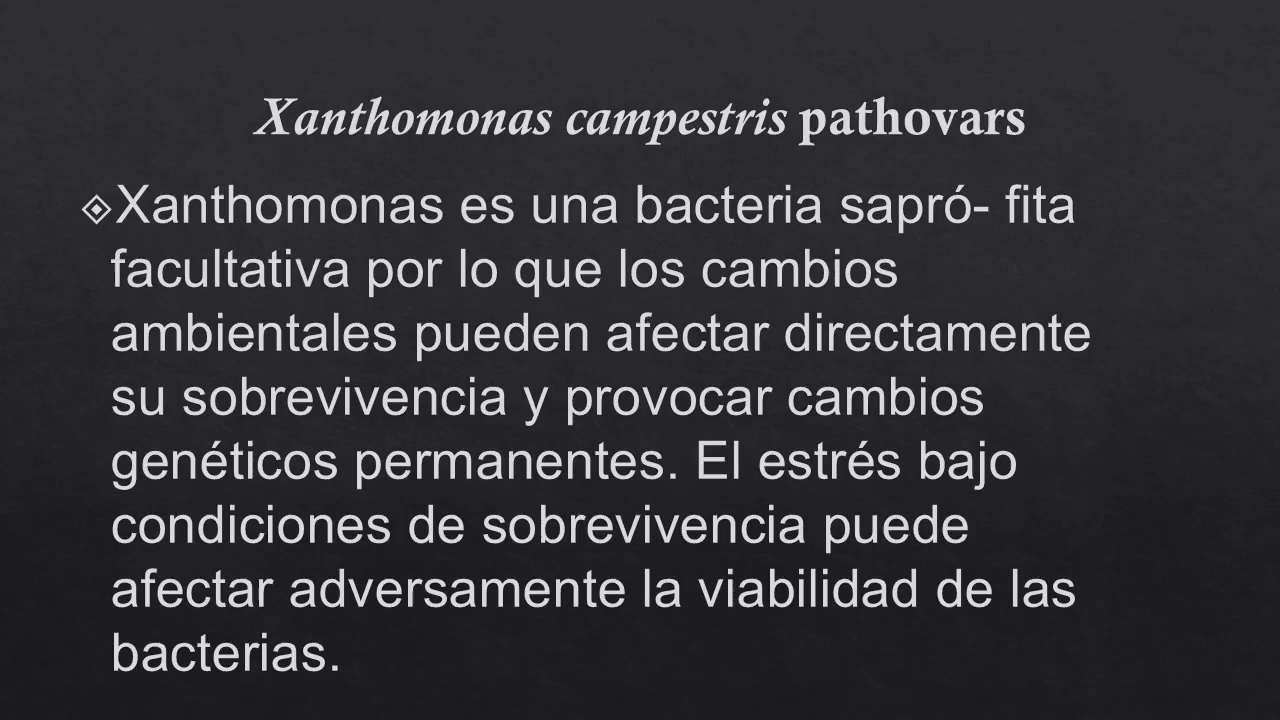 Xanthomonas campestris pathovars
Xanthomonas es una bacteria sapró- fita
facultativa por lo que los cambios
ambientales pueden afectar directamente
su sobrevivencia y provocar cambios
genéticos permanentes. El estrés bajo
condiciones de sobrevivencia puede
afectar adversamente la viabilidad de las
bacterias.